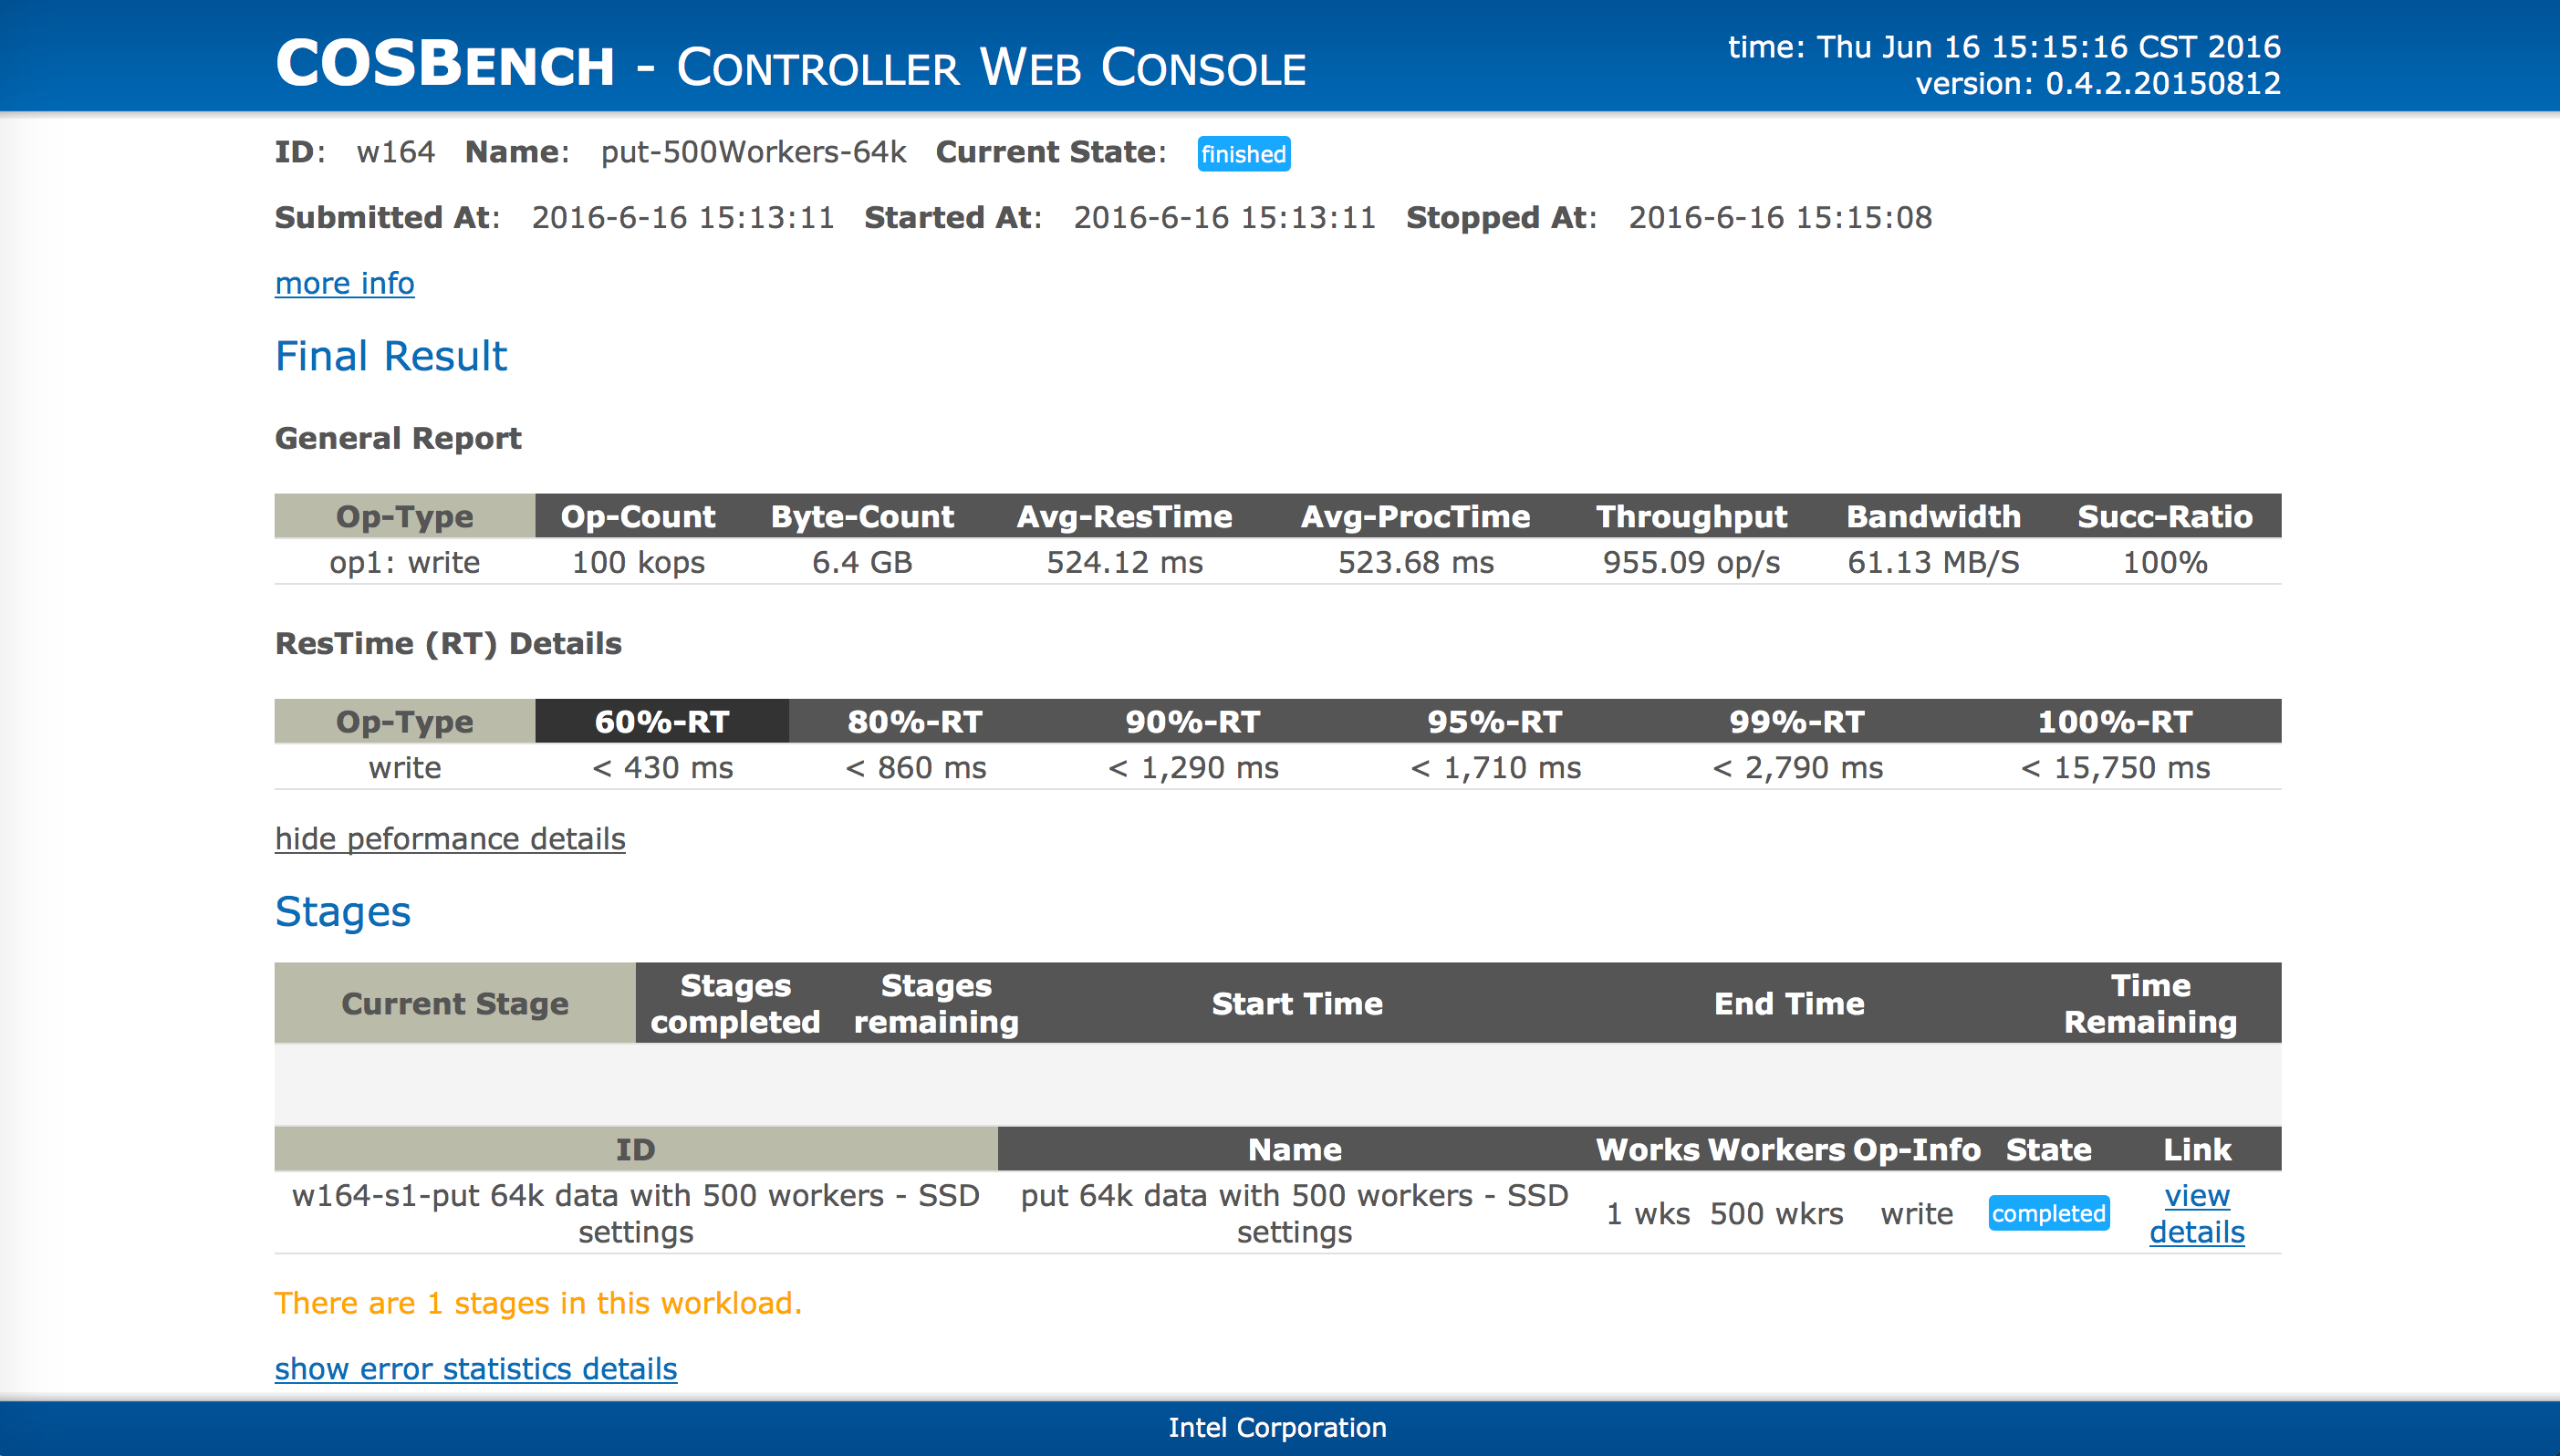 COSBENCH - CONTROLLER WEB CONSOLE
time: Thu Jun 16 15:15:16 CST 2016
version: 0.4.2.20150812
ID: w164 Name: put-500Workers-64k Current State: finished
Submitted At: 2016-6-16 15:13:11 Started At: 2016-6-16 15:13:11 Stopped At: 2016-6-16 15:15:08
more info
Final Result
General Report
Op-Type Op-Count Byte-Count Avg-ResTime Avg-ProcTime Throughput Bandwidth Succ-Ratio
op1: write 100 kops 6.4 GB 524.12 ms 523.68 ms 955.09 op/s 61.13 MB/S 100%
ResTime (RT) Details
Op-Type 60%-RT 80%-RT 90%-RT 95%-RT 99%-RT 100%-RT
write < 430 ms < 860 ms < 1,290 ms < 1,710 ms < 2,790 ms < 15,750 ms
hide peformance details
Stages
Current Stage Stages completed Stages remaining Start Time End Time Time Remaining
ID Name Works Workers Op-Info State Link
w164-s1-put 64k data with 500 workers - SSD settings put 64k data with 500 workers - SSD settings 1 wks 500 wkrs write completed view details
There are 1 stages in this workload.
show error statistics details
Intel Corporation